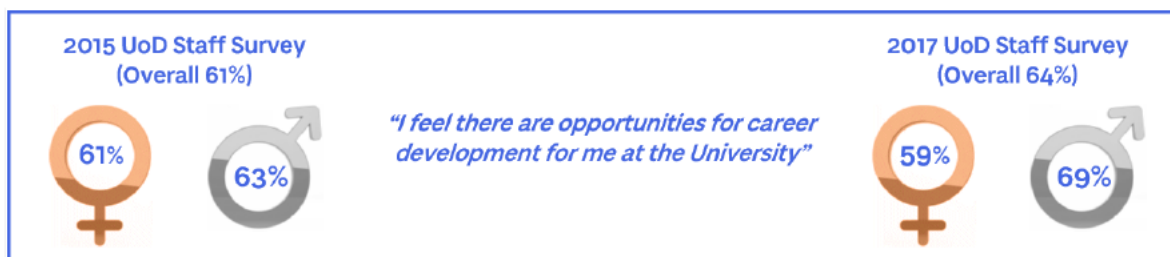 2015 UoD Staff Survey
(Overall 61%)
61%
63%
“I feel there are opportunities for career
development for me at the University”
2017 UoD Staff Survey
(Overall 64%)
59%
69%